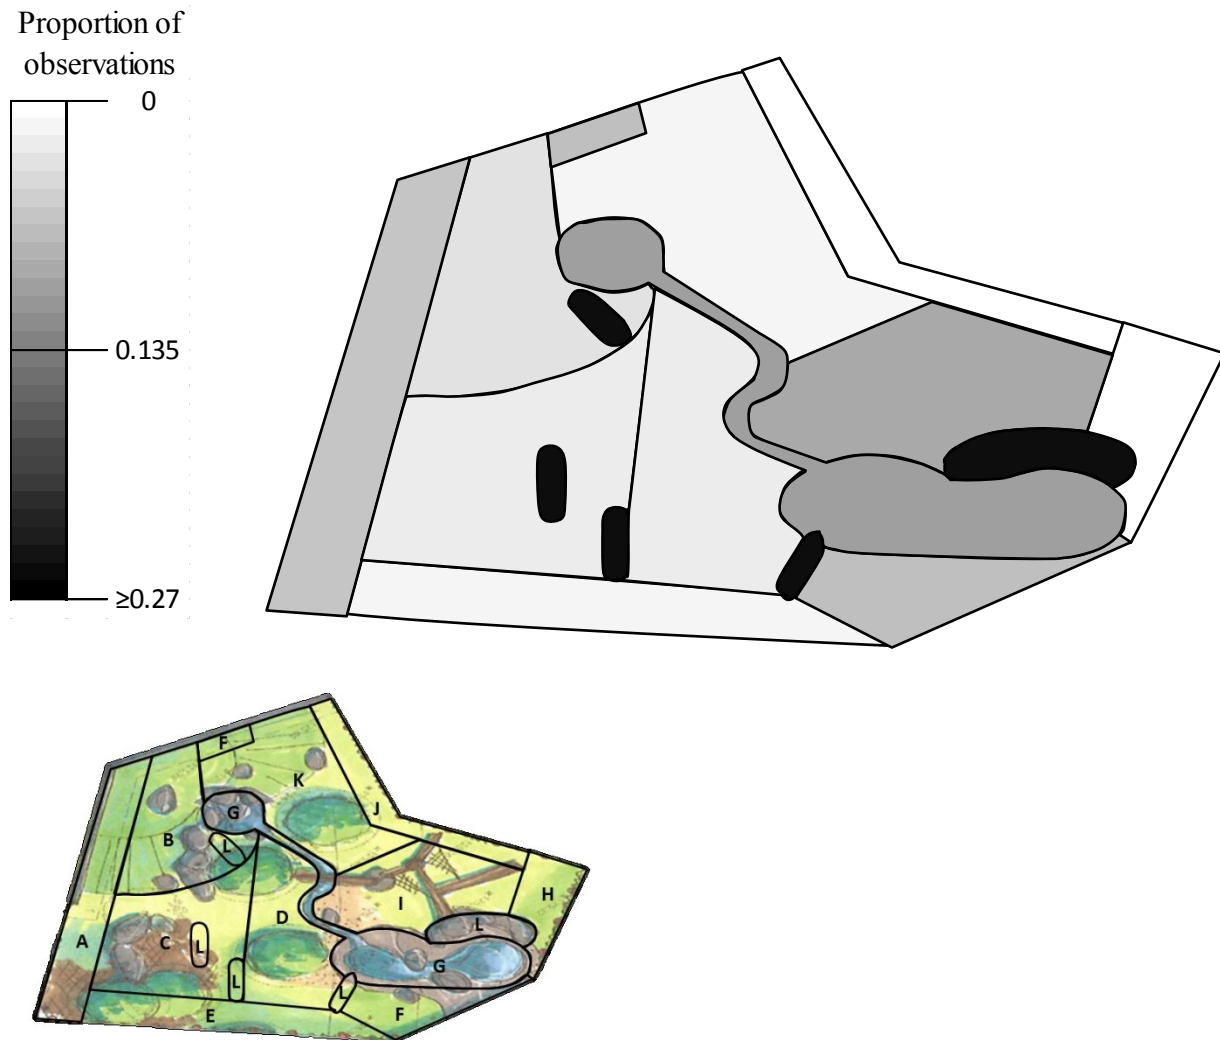 Proportion of
observations
0
0.135
≥0.27
F
K
G
J
B
L
H
I
D
L
A
C
L
G
L
L
E
F